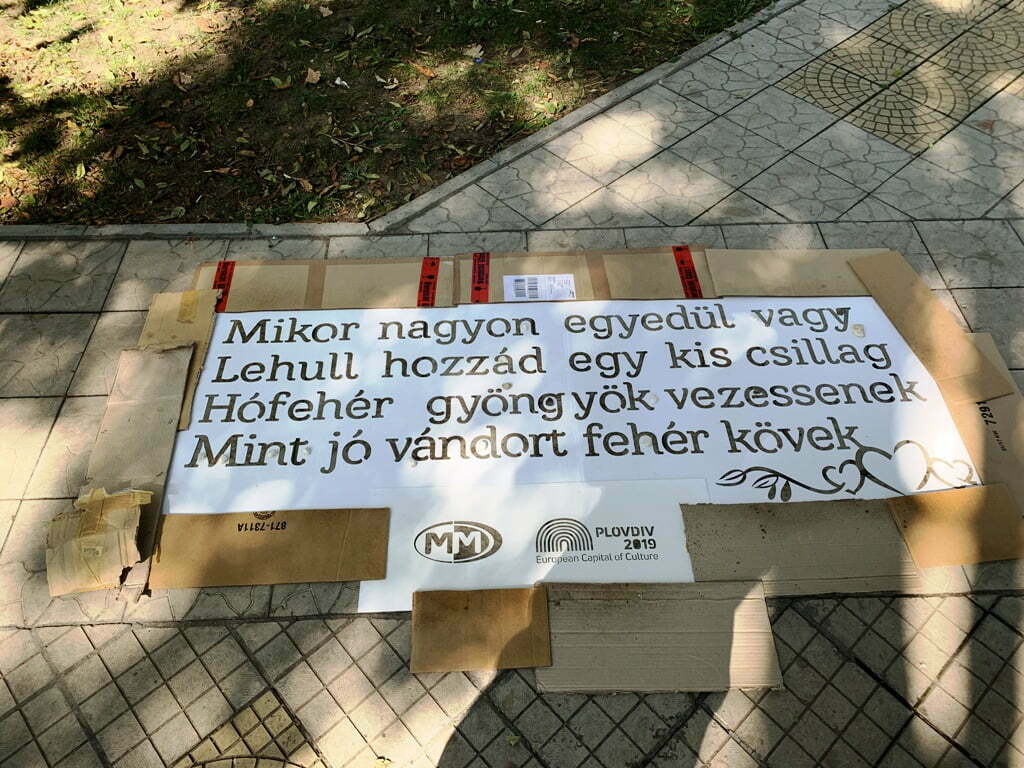 Mikor nagyon egyedül vagy
Lehull hozzád egy kis csillag
Hófehér gyöngyök vezessenek
Mint jó vándort fehér kövek
MM
PLOVDIV
2019
European Capital of Culture
871-7311A